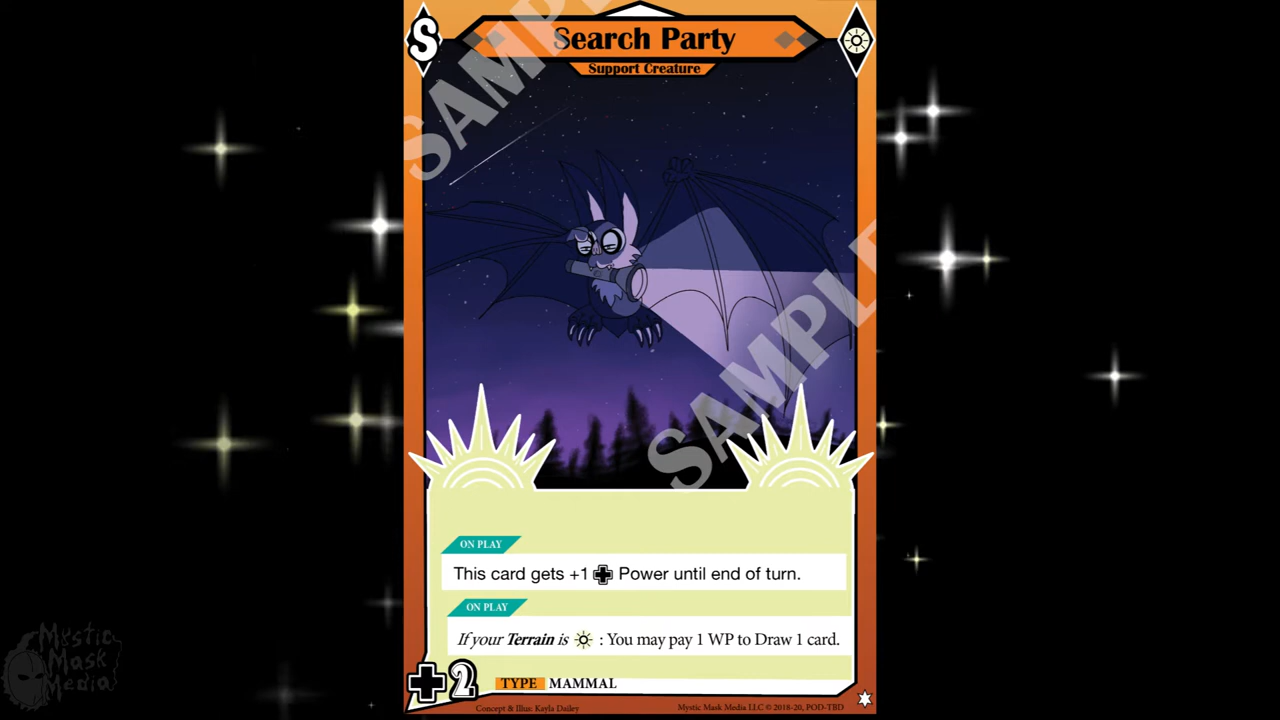 S
Search Party
Support Creature
SAMPLE
SAMPLE
ON PLAY
This card gets +1 Power until end of turn.
ON PLAY
If your Terrain is : You may pay 1 WP to Draw 1 card.
2
TYPE MAMMAL
Concept & Illus: Kayla Dailey
Mystic Mask Media LLC © 2018-20, POD-TBD
Mystic
Mask
Media